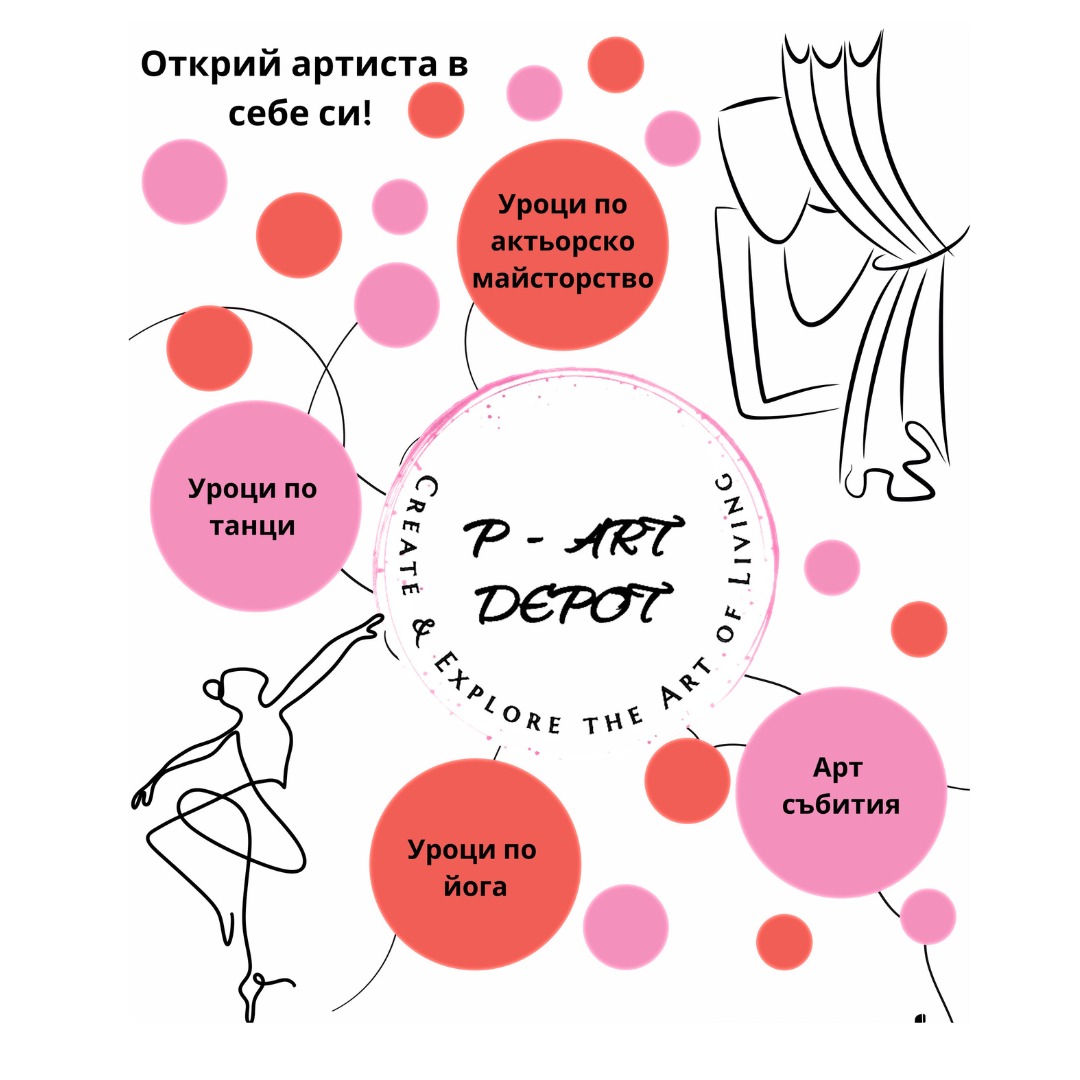 Открий артиста в
себе си!
Уроци по
актьорско
майсторство
Уроци по
танци
P - ART
DEPOT
CREATE & EXPLORE THE ART OF LIVING
Арт
събития
Уроци по
йога